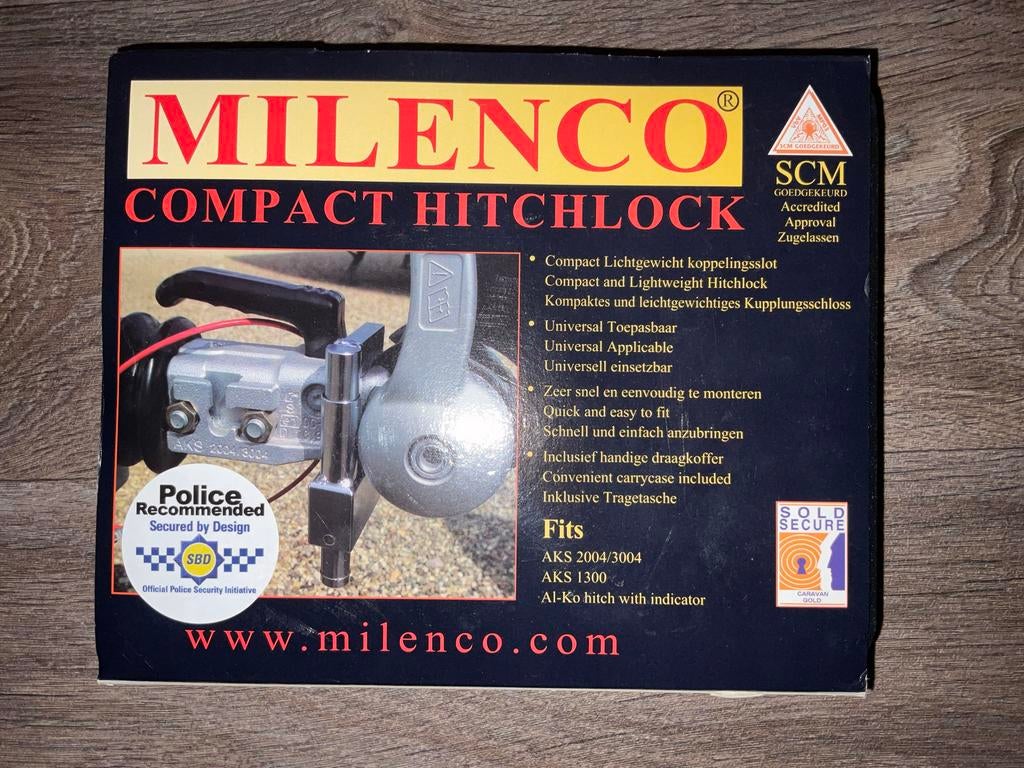 MILENCO®
COMPACT HITCHLOCK
SCM GOEDGEKEURD
SCM
GOEDGEKEURD
Accredited
Approval
Zugelassen
• Compact Lichtgewicht koppelingsslot
Compact and Lightweight Hitchlock
Kompaktes und leichtgewichtiges Kupplungsschloss
• Universal Toepasbaar
Universal Applicable
Universell einsetzbar
• Zeer snel en eenvoudig te monteren
Quick and easy to fit
Schnell und einfach anzubringen
• Inclusief handige draagkoffer
Convenient carrycase included
Inklusive Tragetasche
Fits
AKS 2004/3004
AKS 1300
Al-Ko hitch with indicator
AKS 2004/3004
Police
Recommended
Secured by Design
SBD
Official Police Security Initiative
SOLD
SECURE
CARAVAN
GOLD
www.milenco.com